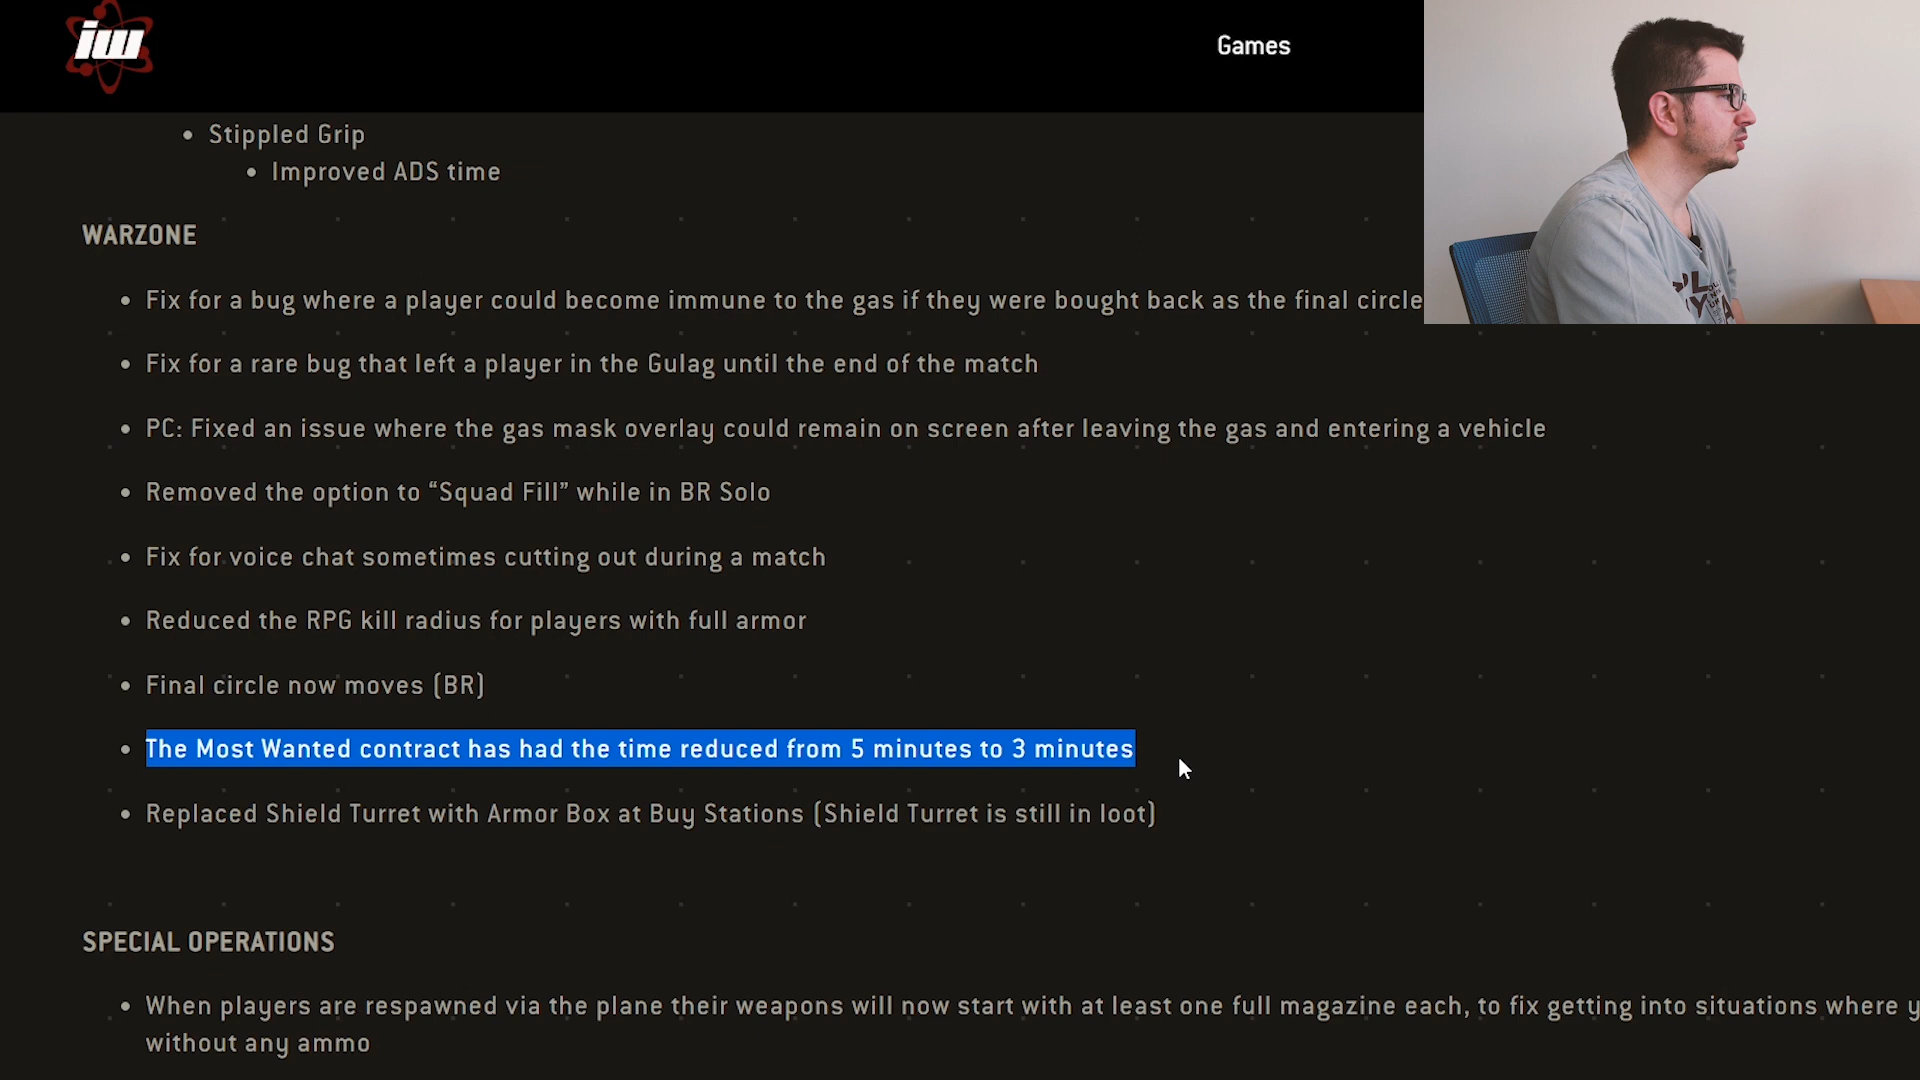 iw
Games
Stippled Grip
Improved ADS time
WARZONE
Fix for a bug where a player could become immune to the gas if they were bought back as the final circle
Fix for a rare bug that left a player in the Gulag until the end of the match
PC: Fixed an issue where the gas mask overlay could remain on screen after leaving the gas and entering a vehicle
Removed the option to “Squad Fill” while in BR Solo
Fix for voice chat sometimes cutting out during a match
Reduced the RPG kill radius for players with full armor
Final circle now moves (BR)
The Most Wanted contract has had the time reduced from 5 minutes to 3 minutes
Replaced Shield Turret with Armor Box at Buy Stations (Shield Turret is still in loot)
SPECIAL OPERATIONS
When players are respawned via the plane their weapons will now start with at least one full magazine each, to fix getting into situations where y
without any ammo